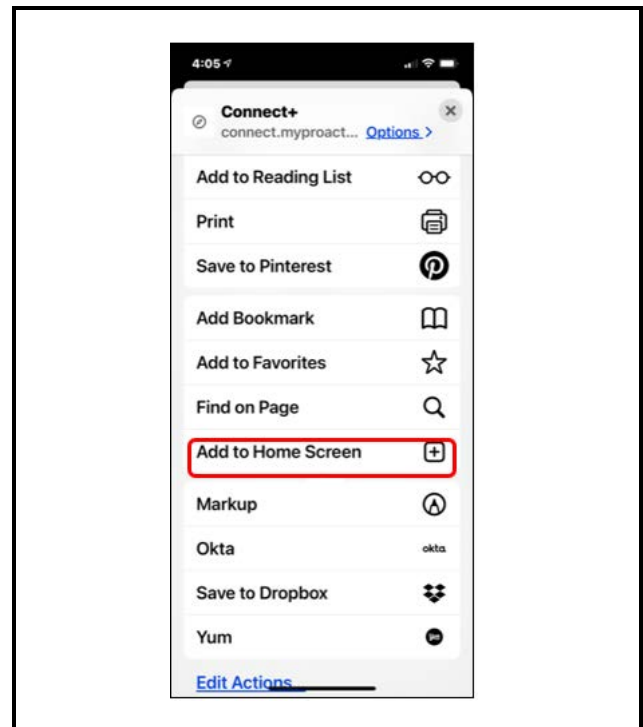 4:05
Connect+
connect.myproact... Options >
Add to Reading List
Print
Save to Pinterest
Add Bookmark
Add to Favorites
Find on Page
Add to Home Screen
Markup
Okta okta
Save to Dropbox
Yum
Edit Actions...